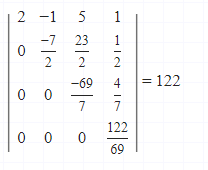 | 2 −1 5 1 |
| 0 −7/2 23/2 1/2 |
| 0 0 −69/7 4/7 | = 122
| 0 0 0 122/69 |